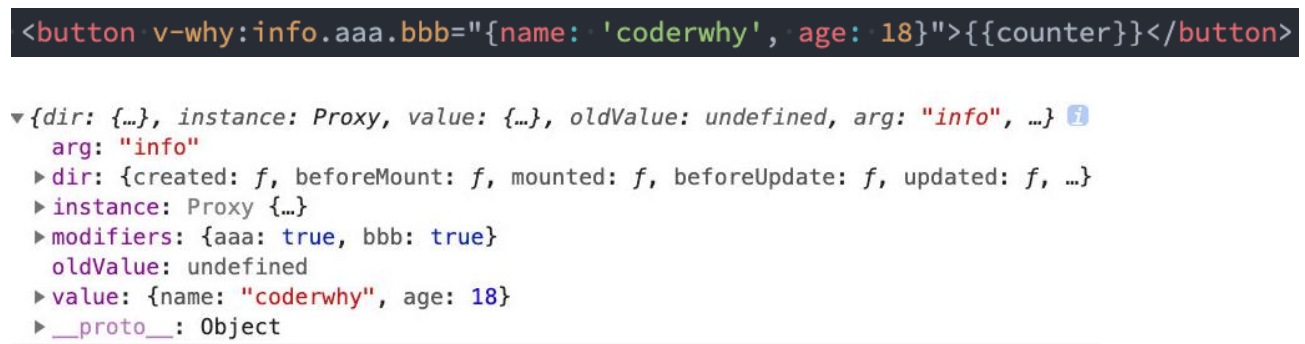 <button v-why:info.aaa.bbb="{name: 'coderwhy', age: 18}">{{counter}}</button>
▼{dir: {…}, instance: Proxy, value: {…}, oldValue: undefined, arg: "info", …} i
arg: "info"
▶dir: {created: ƒ, beforeMount: ƒ, mounted: ƒ, beforeUpdate: ƒ, updated: ƒ, …}
▶instance: Proxy {…}
▶modifiers: {aaa: true, bbb: true}
oldValue: undefined
▶value: {name: "coderwhy", age: 18}
▶__proto__: Object